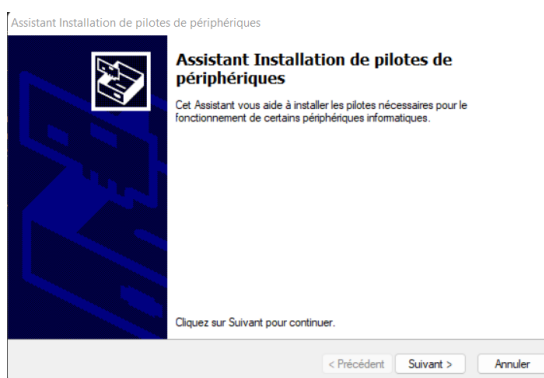 Assistant Installation de pilotes de périphériques
Assistant Installation de pilotes de
périphériques
Cet Assistant vous aide à installer les pilotes nécessaires pour le
fonctionnement de certains périphériques informatiques.
Cliquez sur Suivant pour continuer.
< Précédent Suivant > Annuler